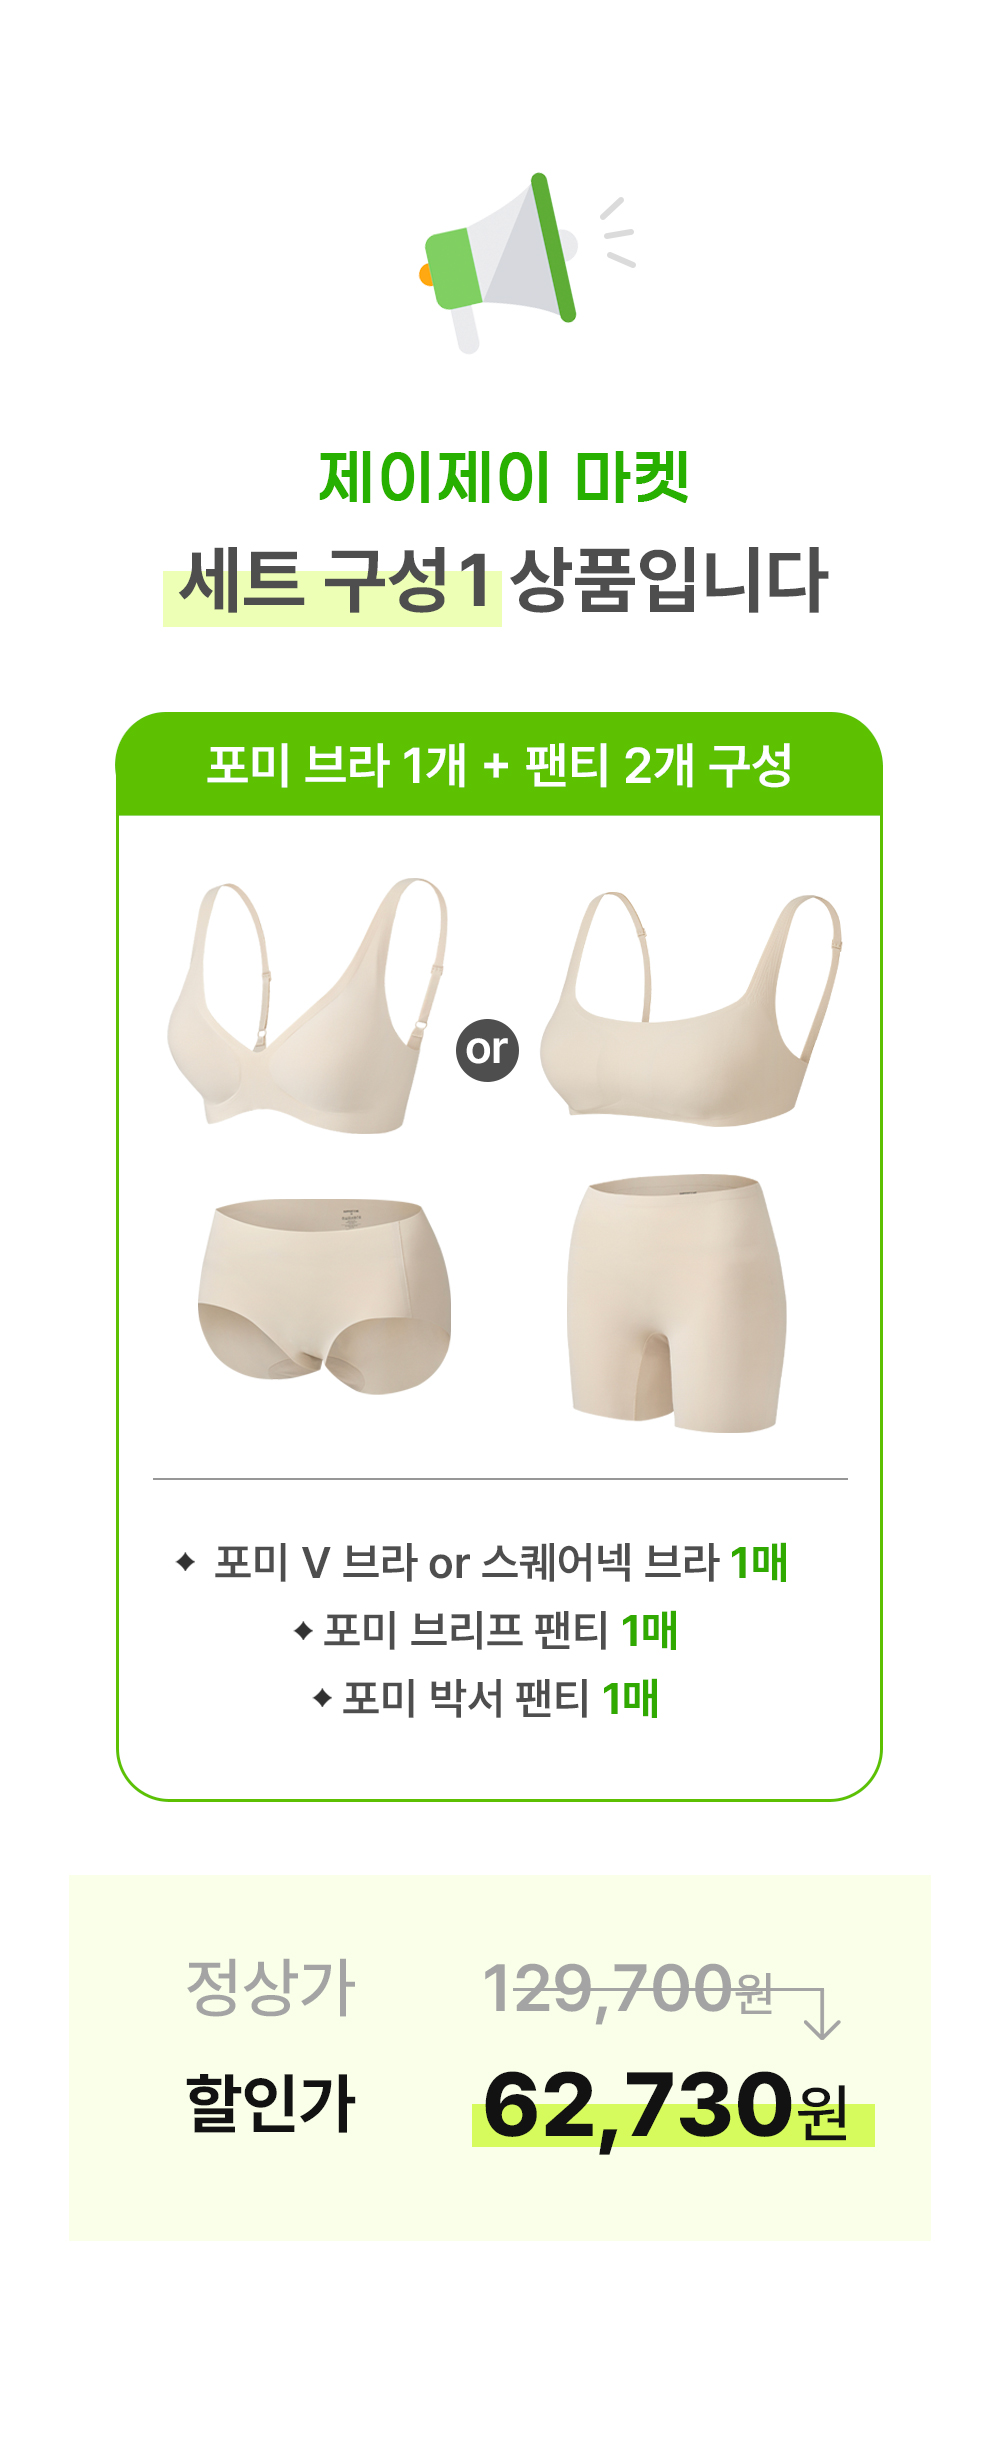 제이제이 마켓
세트 구성1 상품입니다
포미 브라 1개 + 팬티 2개 구성
or
포미 V 브라 or 스퀘어넥 브라 1매
포미 브리프 팬티 1매
포미 박서 팬티 1매
정상가 129,700원
할인가 62,730원